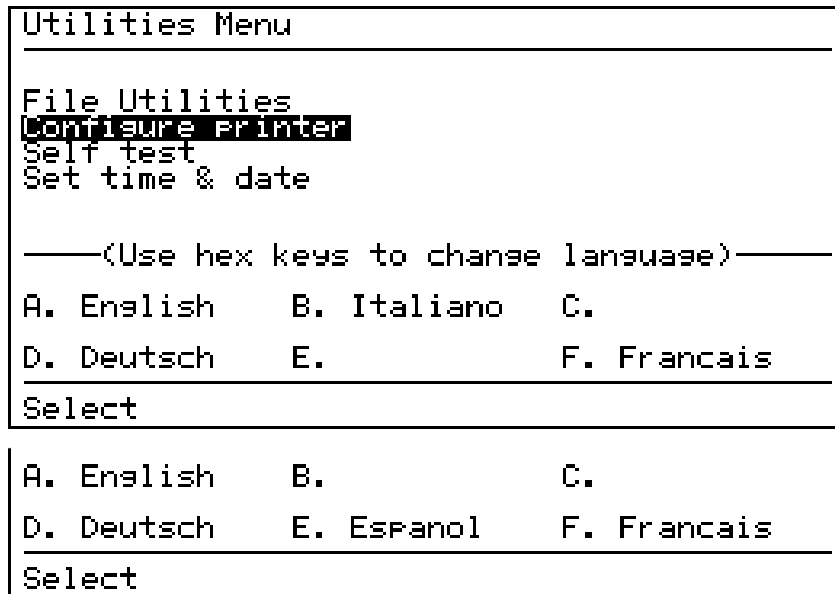 Utilities Menu
File Utilities
Configure printer
Self test
Set time & date
(Use hex keys to change language)
A. English B. Italiano C.
D. Deutsch E. F. Francais
Select
A. English B. C.
D. Deutsch E. Espanol F. Francais
Select